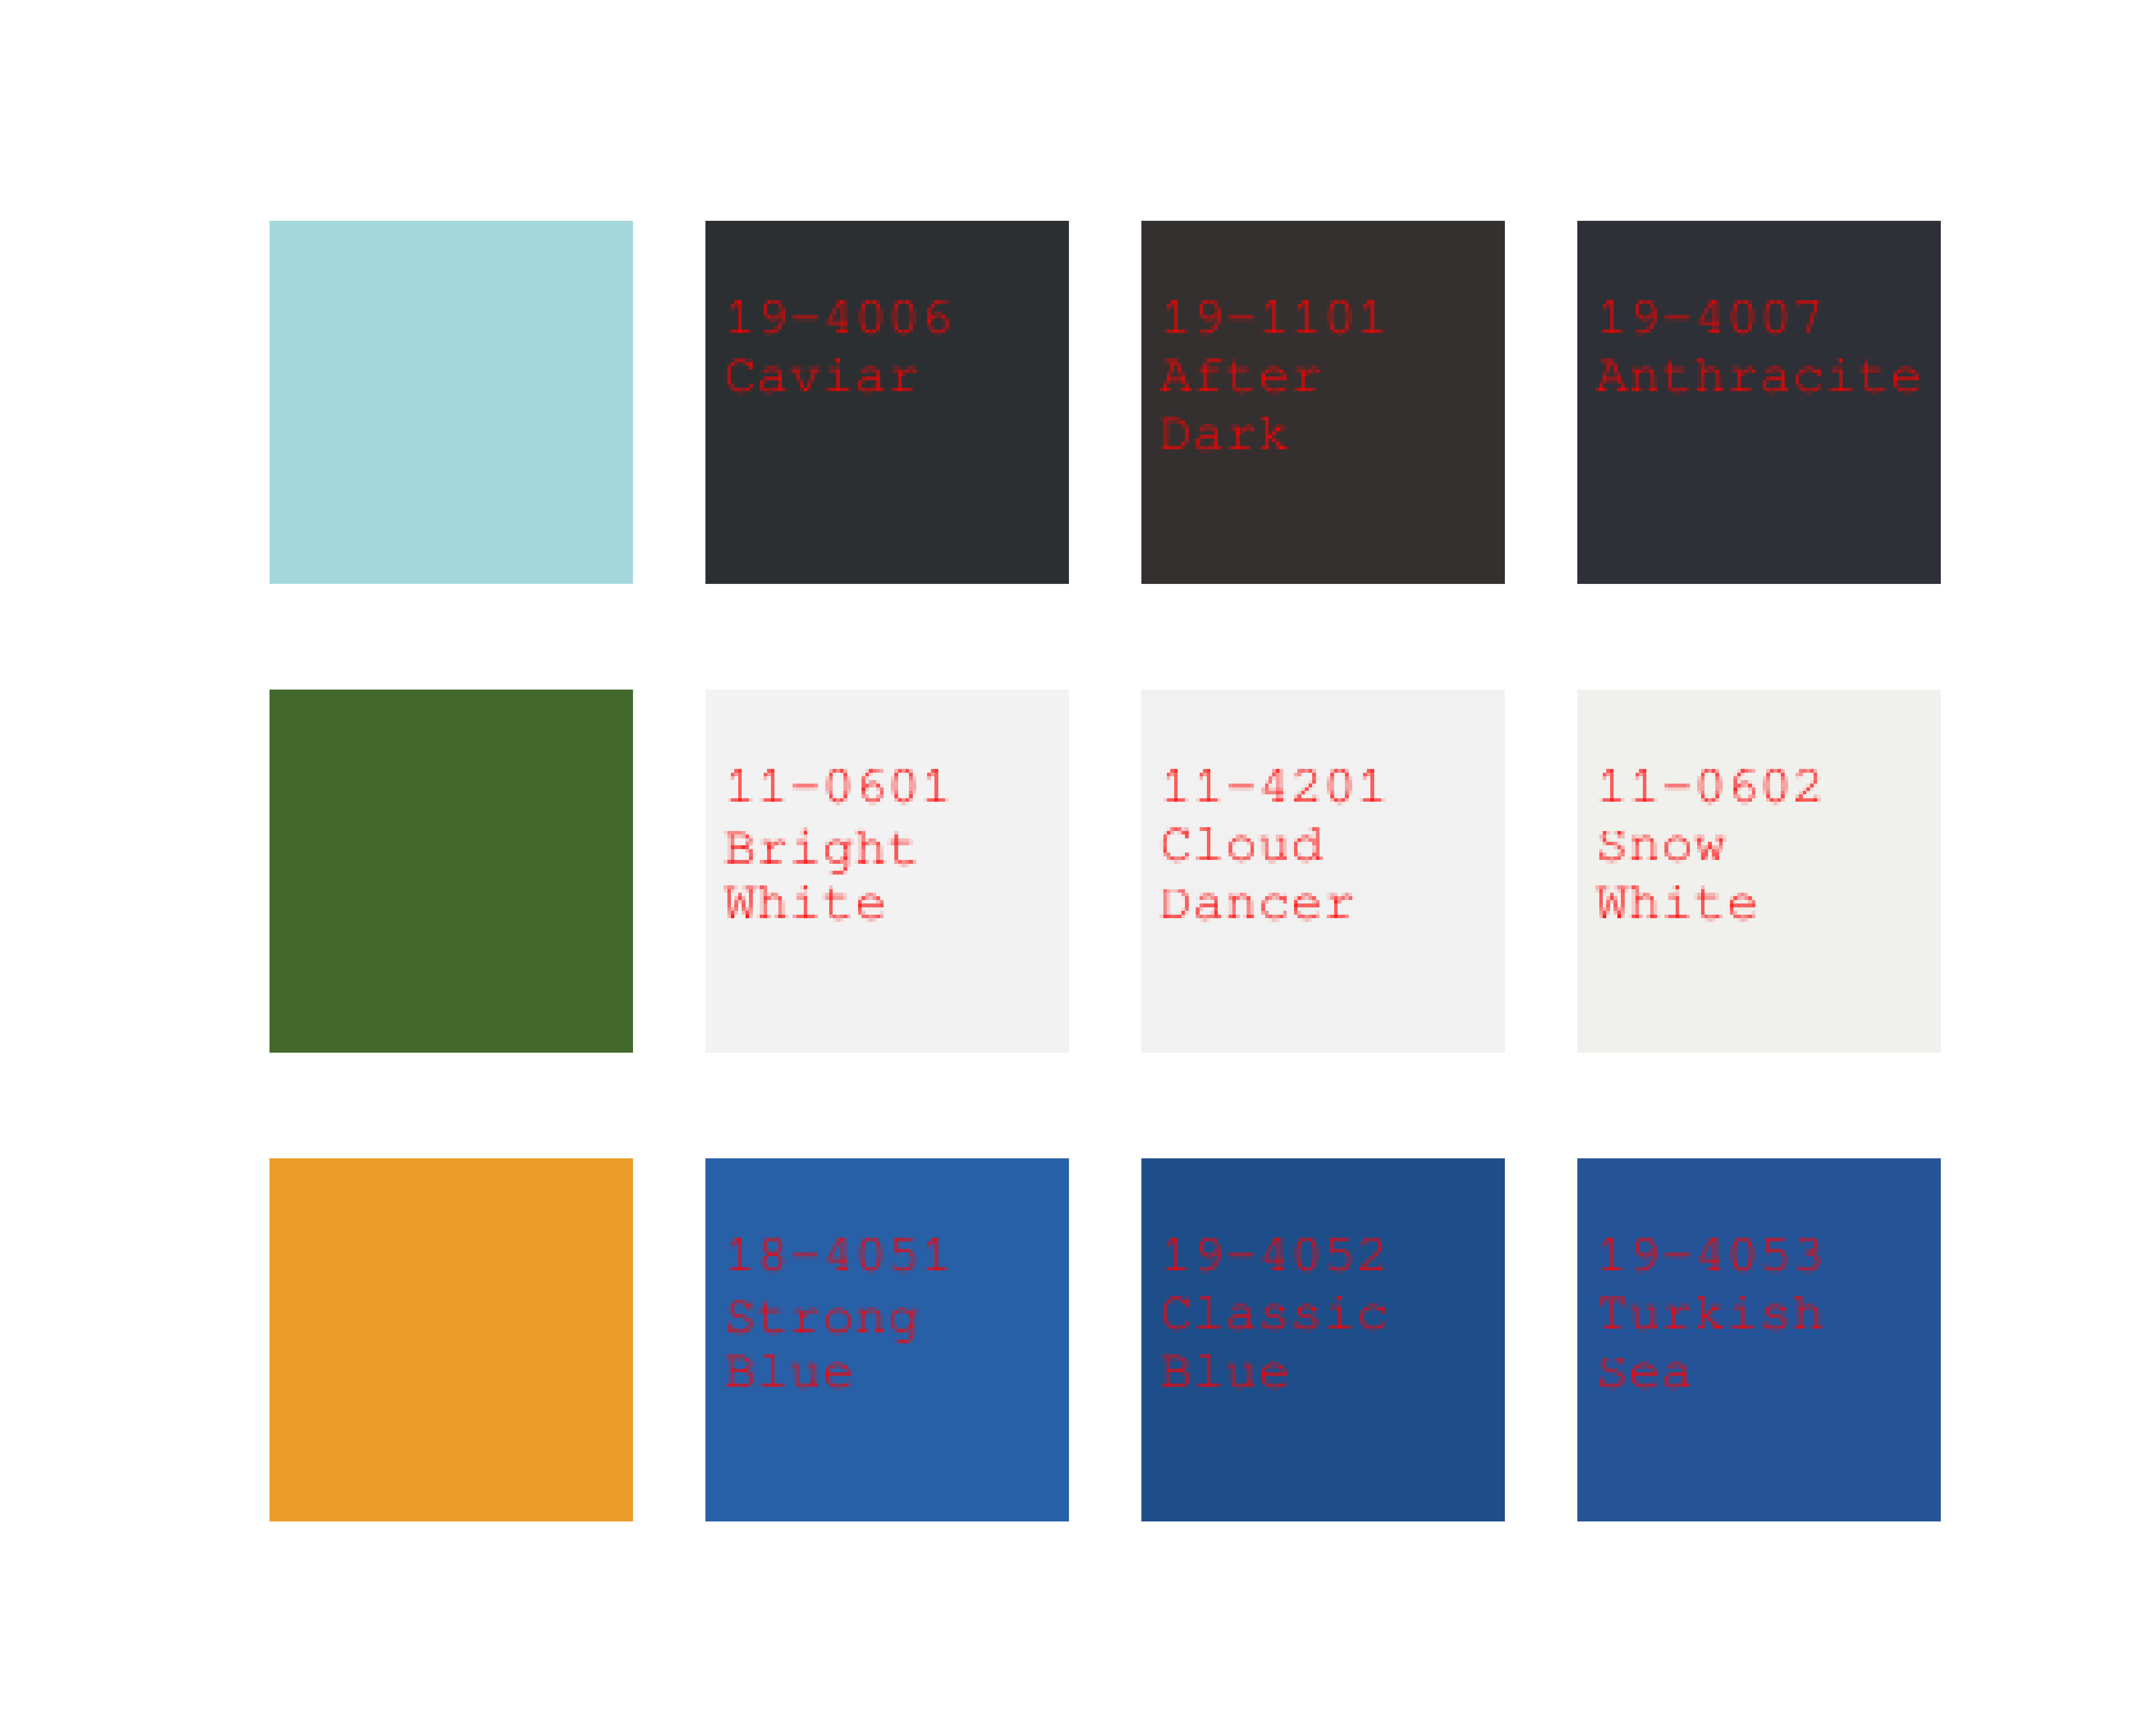 19-4006
Caviar
19-1101
After
Dark
19-4007
Anthracite
11-0601
Bright
White
11-4201
Cloud
Dancer
11-0602
Snow
White
18-4051
Strong
Blue
19-4052
Classic
Blue
19-4053
Turkish
Sea